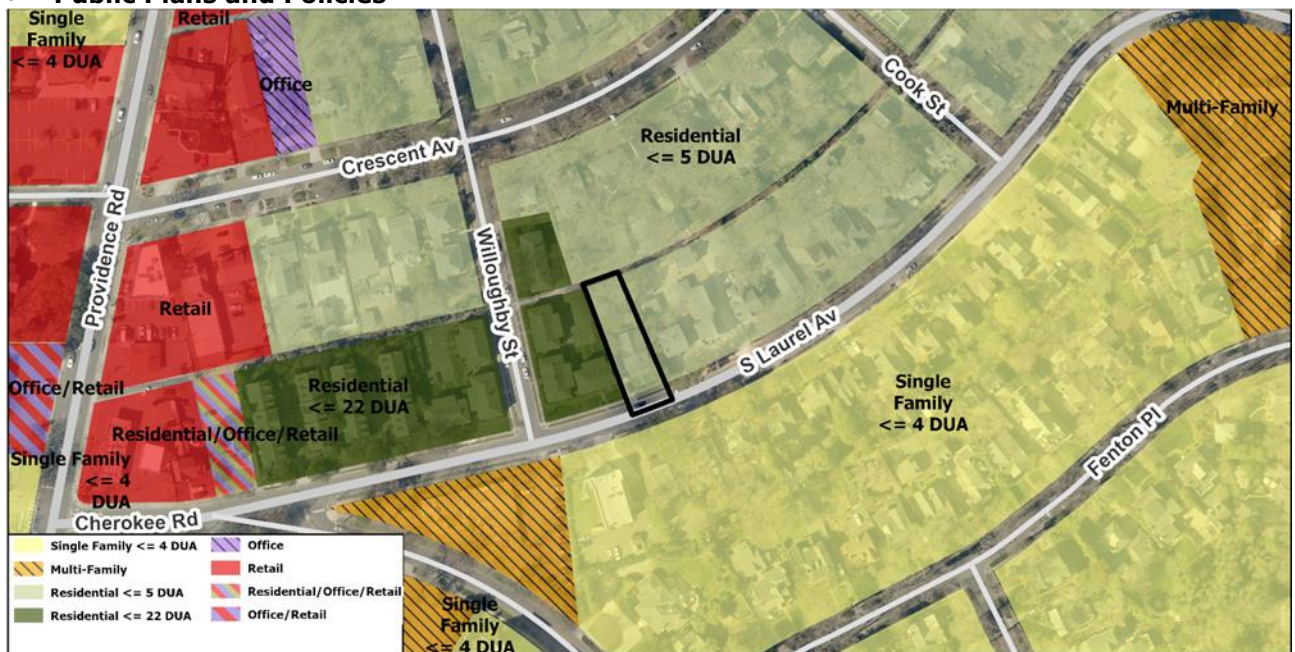 Public Plans and Policies
Single
Family
<= 4 DUA
Retail
Office
Crescent Av
Residential
<= 5 DUA
Cook St
Multi-Family
Providence Rd
Willoughby St
Retail
S Laurel Av
Office/Retail
Residential
<= 22 DUA
Single
Family
<= 4 DUA
Residential/Office/Retail
Fenton Pl
Single Family
<= 4
DUA
Cherokee Rd
Single Family <= 4 DUA
Office
Multi-Family
Retail
Residential <= 5 DUA
Residential/Office/Retail
Residential <= 22 DUA
Office/Retail
Single
Family
<= 4 DUA